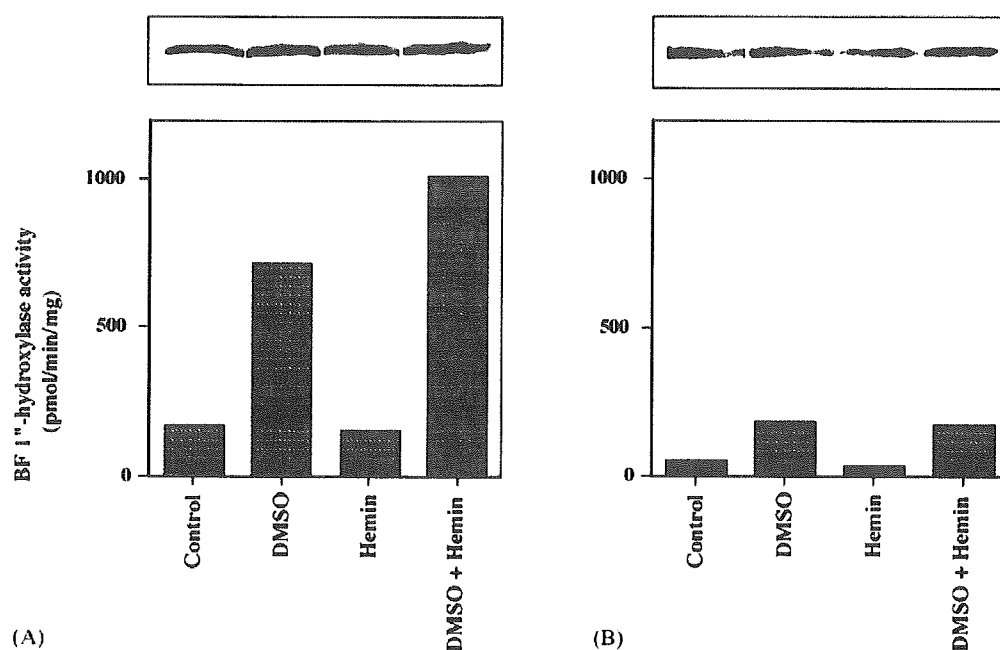 BF 1"-hydroxylase activity
(pmol/min/mg)
1000
500
0
Control
DMSO
Hemin
DMSO + Hemin
(A)
1000
500
0
Control
DMSO
Hemin
DMSO + Hemin
(B)